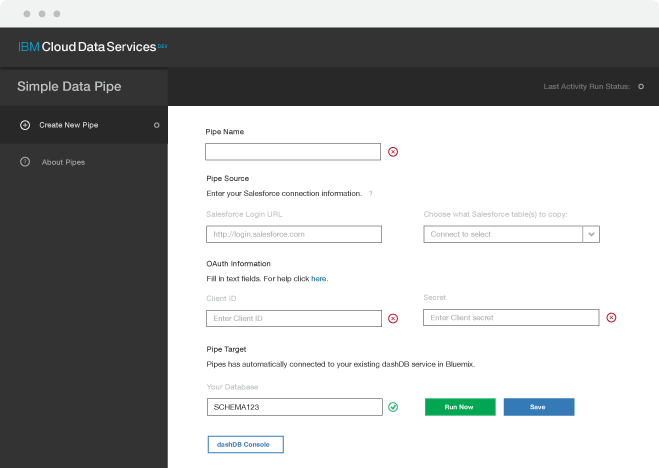 IBM Cloud Data Services DEV
Simple Data Pipe
Last Activity Run Status:
Create New Pipe
? About Pipes
Pipe Name
Pipe Source
Enter your Salesforce connection information. ?
Salesforce Login URL
Choose what Salesforce table(s) to copy:
http://login.salesforce.com
Connect to select
OAuth Information
Fill in text fields. For help click here.
Client ID
Secret
Enter Client ID
Enter Client secret
Pipe Target
Pipes has automatically connected to your existing dashDB service in Bluemix.
Your Database
SCHEMA123
Run Now
Save
dashDB Console